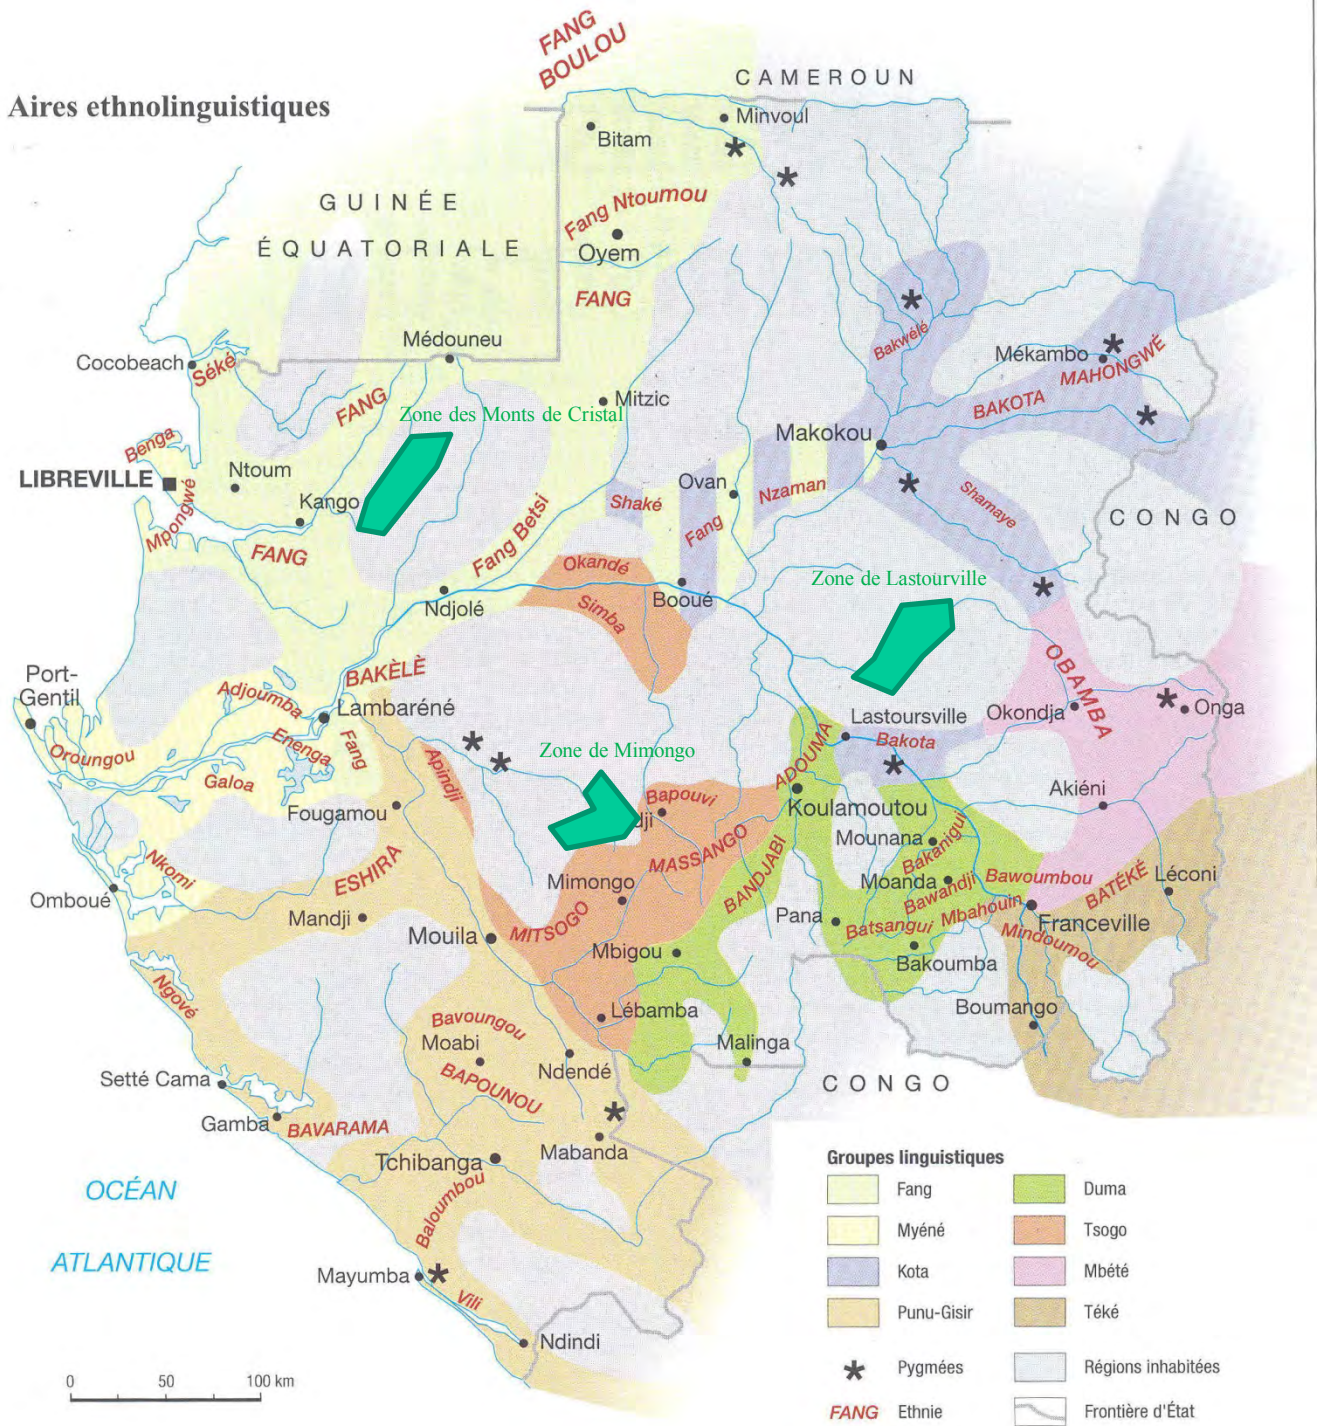 FANG
BOULOU
CAMEROUN
Aires ethnolinguistiques
Minvoul
Bitam
GUINÉE
ÉQUATORIALE
Fang Ntoumou
Oyem
FANG
Bakwélé
Médouneu
Cocobeach
Séké
Mékambo
MAHONGWÉ
FANG
Zone des Monts de Cristal
Mitzic
BAKOTA
Makokou
Benga
LIBREVILLE
Ntoum
Mpongwé
Kango
Shaké
Ovan
Nzaman
Fang
Shamaye
CONGO
FANG
Fang Betsi
Okandé
Zone de Lastourville
Ndjolé
Simba
Booué
OBAMBA
Port-
Gentil
BAKÈLÈ
Adjoumba
Lambaréné
Lastoursville
Okondja
Onga
Oroungou
Enenga
Fang
Apindji
Zone de Mimongo
ADOUMA
Bakota
Galoa
Fougamou
Bapouvi
dji
Koulamoutou
Akiéni
Mounana
Bakanigui
MASSANGO
BANDJABI
Nkomi
ESHIRA
Omboué
Mimongo
Moanda
Bawandji
Bawoumbou
BATÉKÉ
Léconi
Mandji
MITSOGO
Pana
Batsangui
Mbahouin
Franceville
Mouila
Mindoumou
Mbigou
Bakoumba
Ngové
Lébamba
Boumango
Bavoungou
Moabi
Ndendé
Malinga
Setté Cama
BAPOUNOU
CONGO
Gamba
BAVARAMA
Mabanda
Tchibanga
Baloumbou
OCÉAN
ATLANTIQUE
Mayumba
Vili
Ndindi
0 50 100 km
Groupes linguistiques
Fang
Duma
Myéné
Tsogo
Kota
Mbété
Punu-Gisir
Téké
Pygmées
Régions inhabitées
FANG Ethnie
Frontière d'État